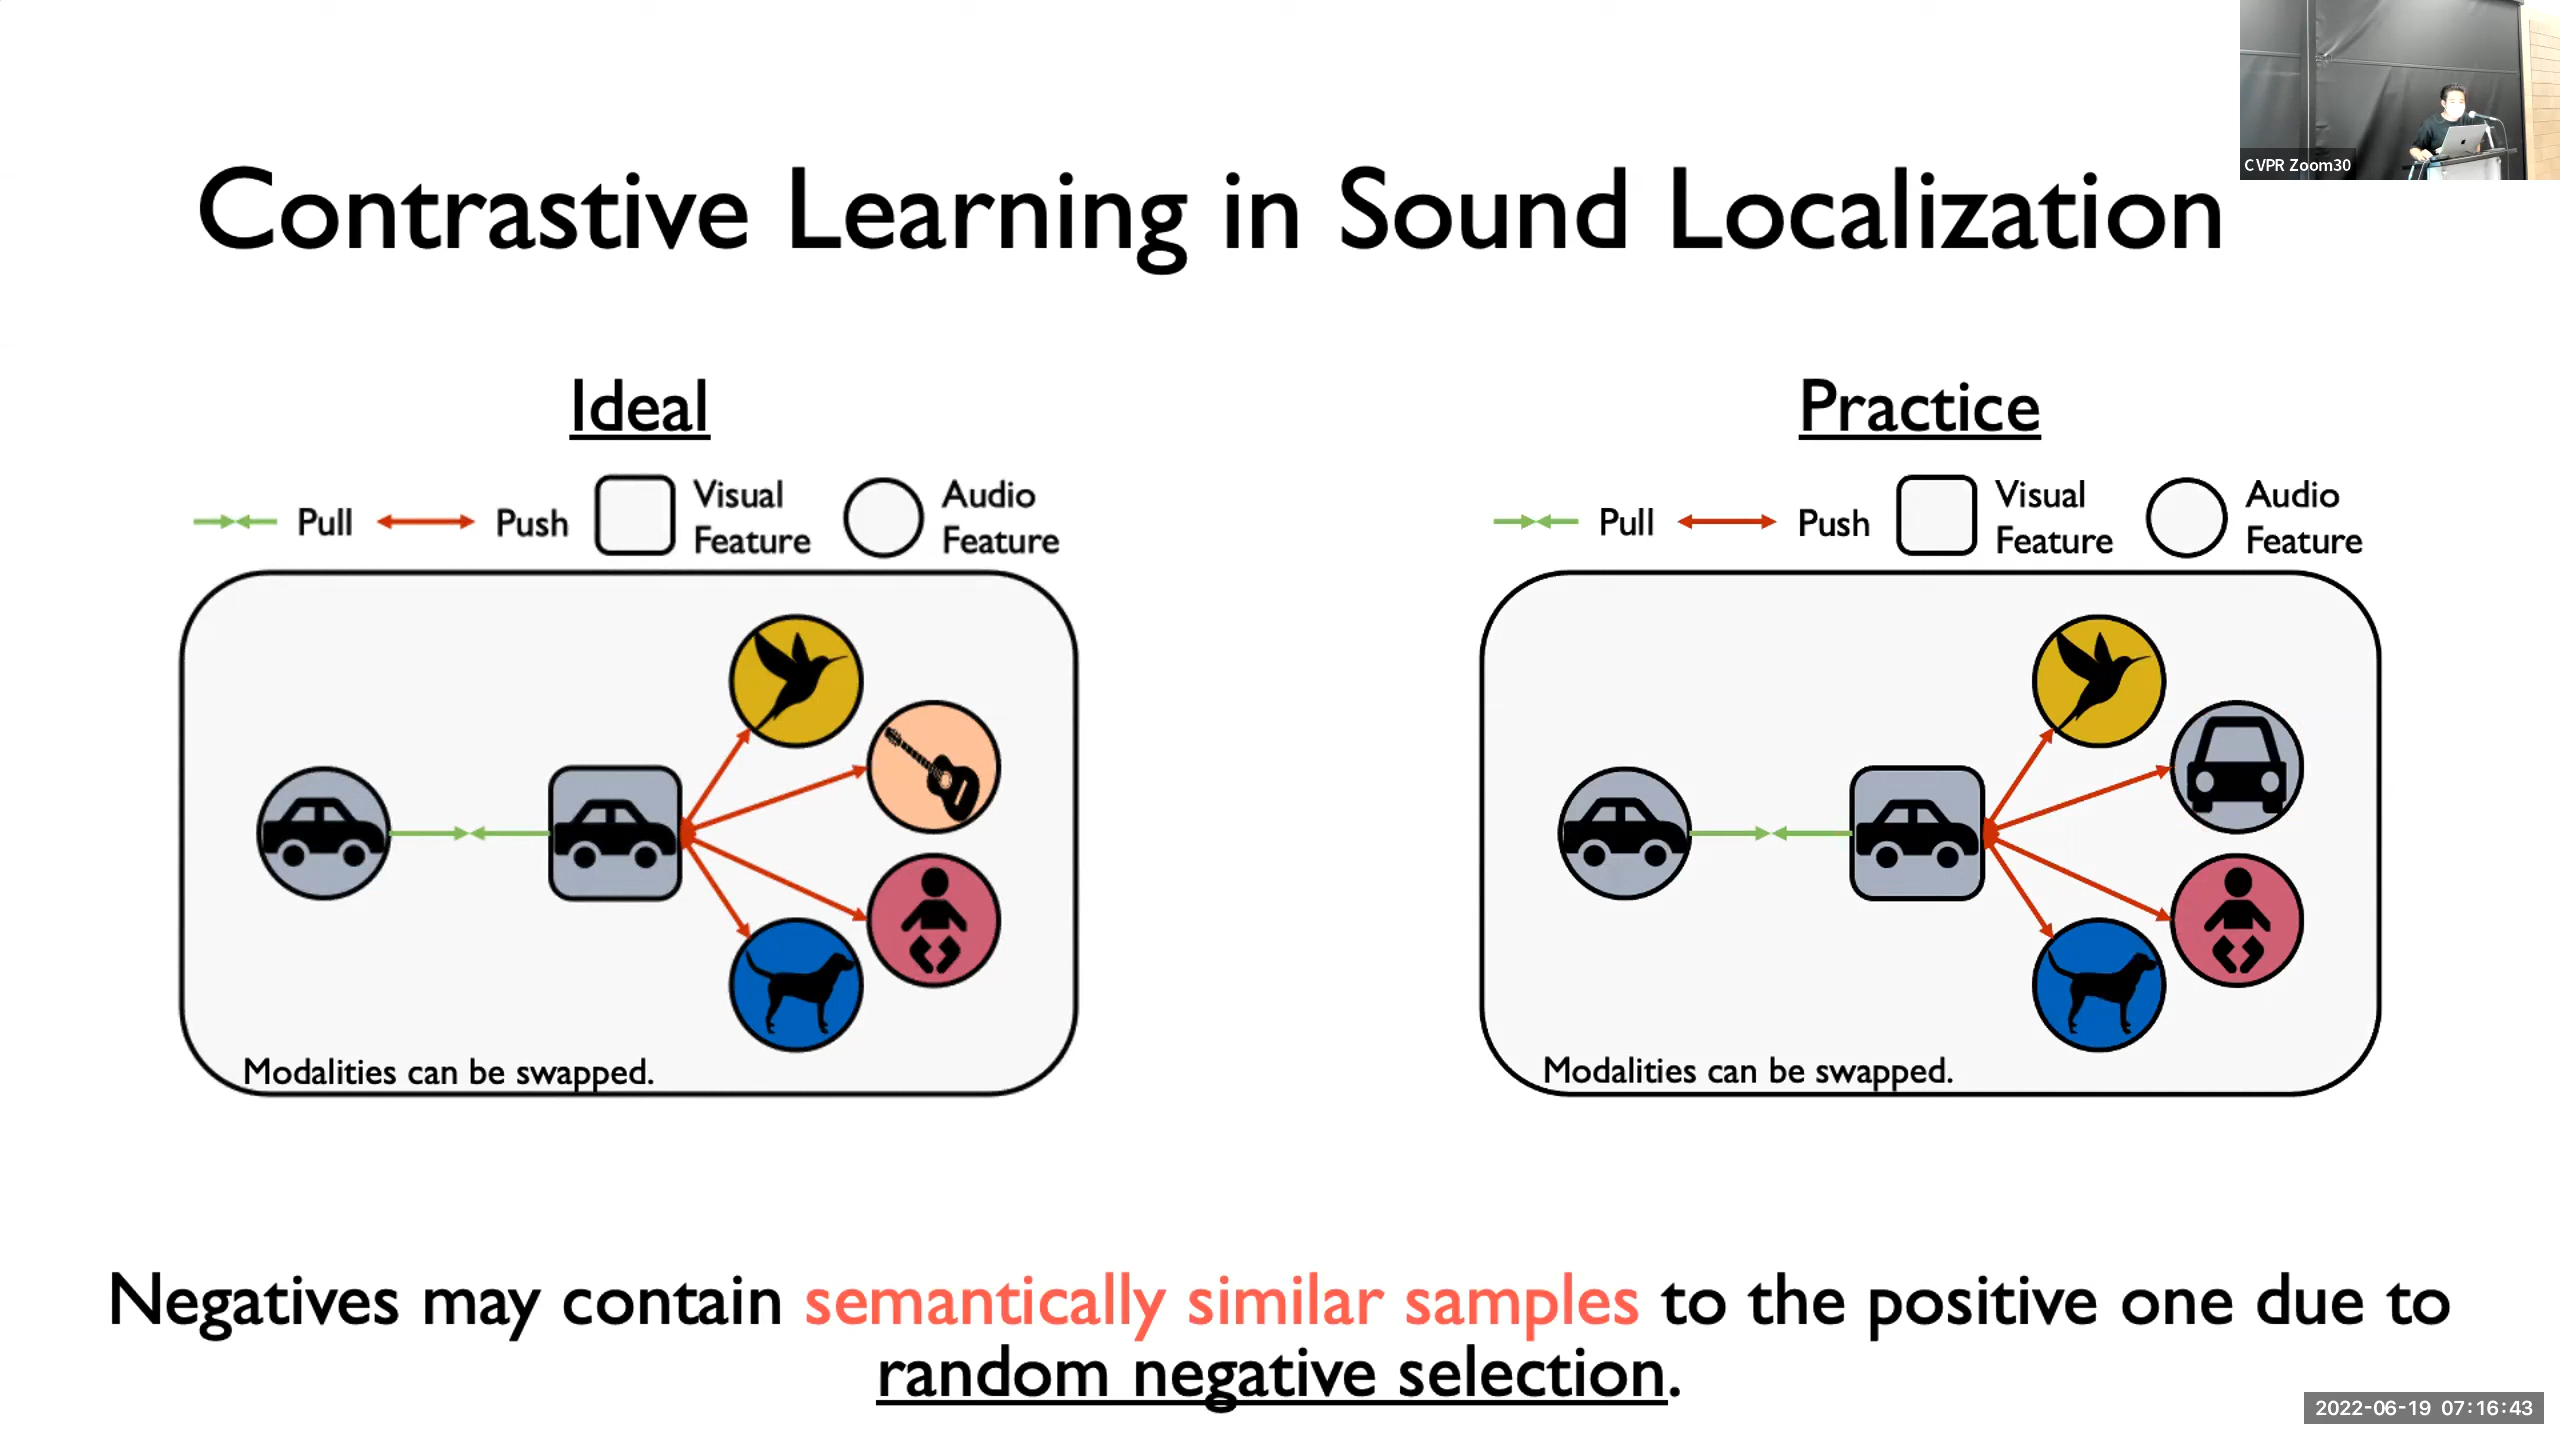 CVPR Zoom30
Contrastive Learning in Sound Localization
Ideal
Pull
Push
Visual
Feature
Audio
Feature
Modalities can be swapped.
Practice
Pull
Push
Visual
Feature
Audio
Feature
Modalities can be swapped.
Negatives may contain semantically similar samples to the positive one due to
random negative selection.
2022-06-19 07:16:43